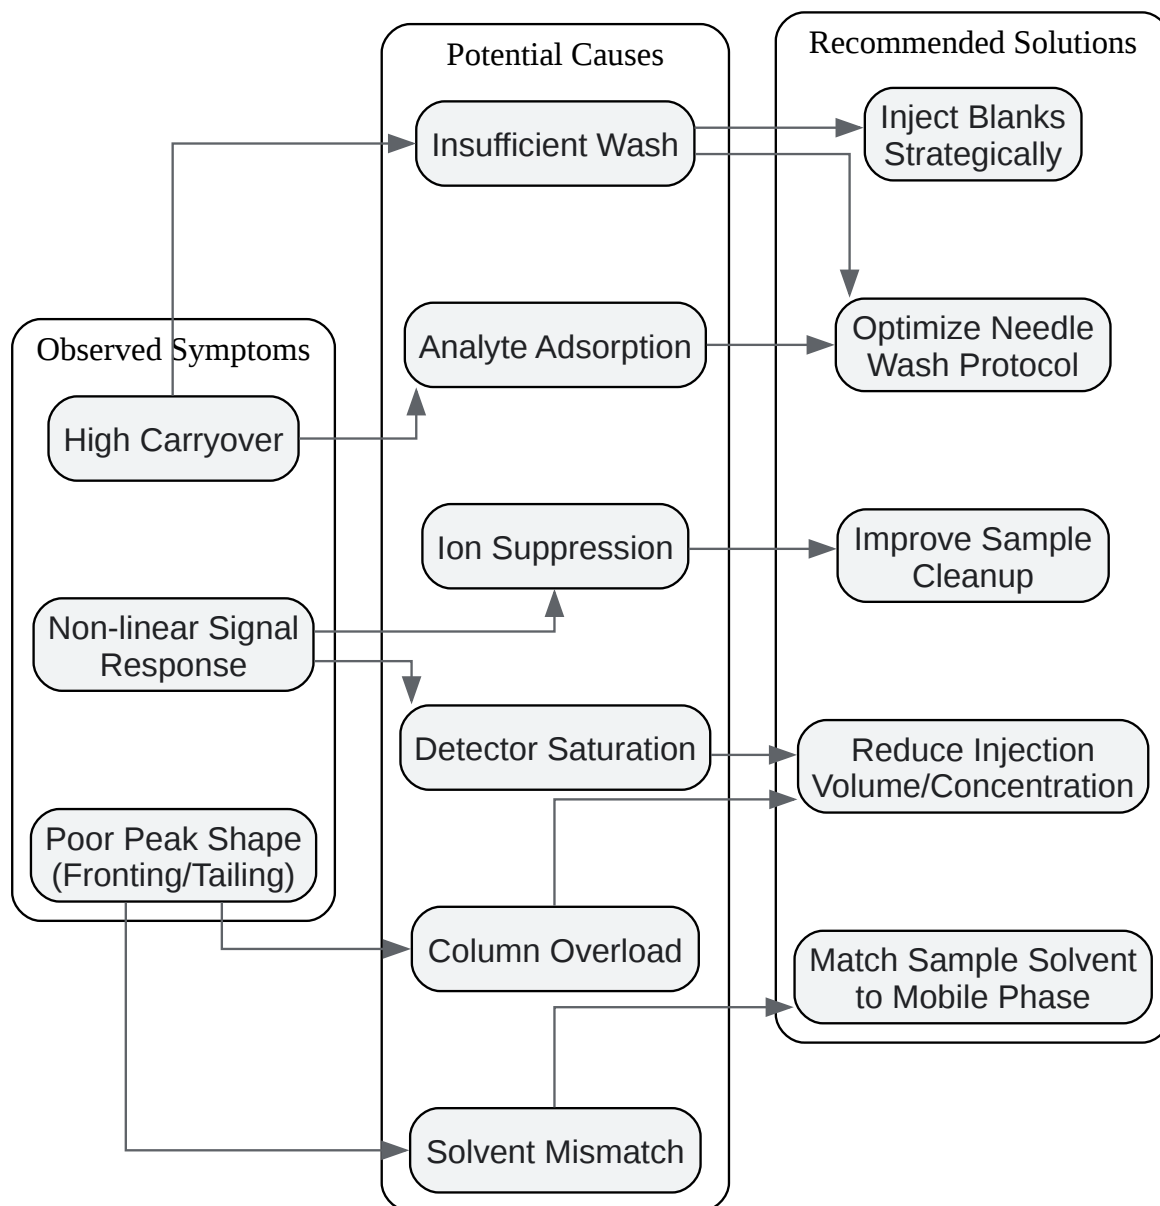 Observed Symptoms
High Carryover
Non-linear Signal
Response
Poor Peak Shape
(Fronting/Tailing)
Potential Causes
Insufficient Wash
Analyte Adsorption
Ion Suppression
Detector Saturation
Column Overload
Solvent Mismatch
Recommended Solutions
Inject Blanks
Strategically
Optimize Needle
Wash Protocol
Improve Sample
Cleanup
Reduce Injection
Volume/Concentration
Match Sample Solvent
to Mobile Phase